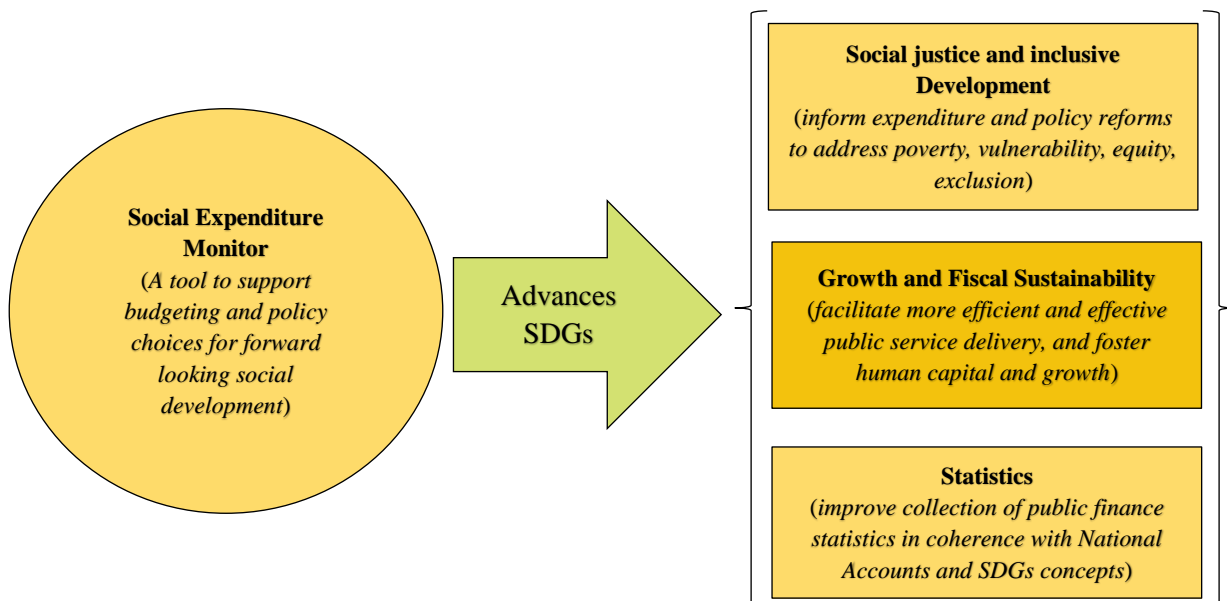 Social Expenditure
Monitor
(A tool to support
budgeting and policy
choices for forward
looking social
development)
Advances
SDGs
Social justice and inclusive
Development
(inform expenditure and policy reforms
to address poverty, vulnerability, equity,
exclusion)
Growth and Fiscal Sustainability
(facilitate more efficient and effective
public service delivery, and foster
human capital and growth)
Statistics
(improve collection of public finance
statistics in coherence with National
Accounts and SDGs concepts)